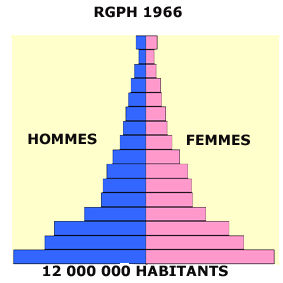 RGPH 1966
HOMMES
FEMMES
12 000 000 HABITANTS